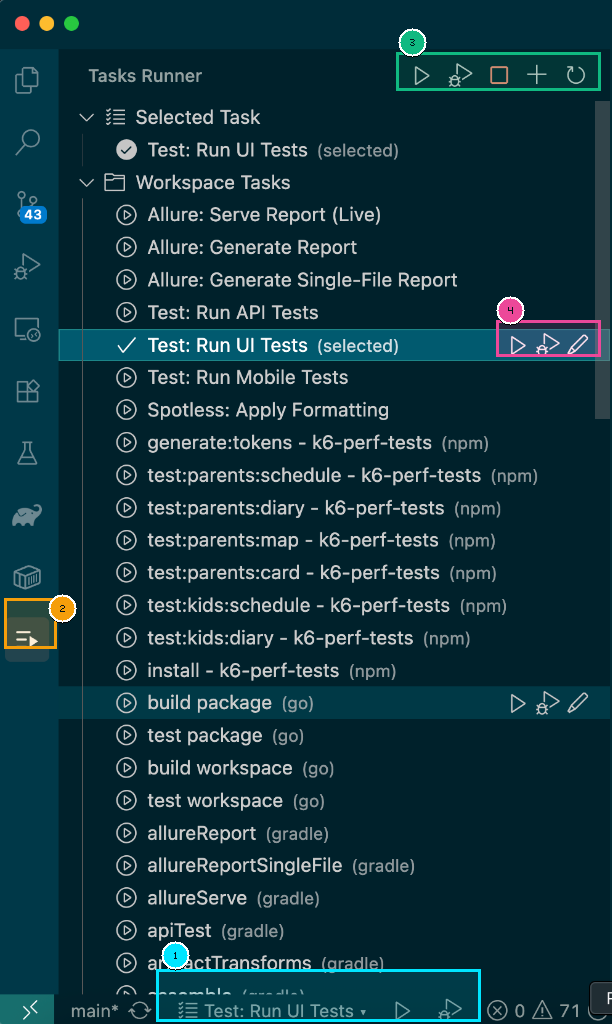 3
Tasks Runner
Selected Task
Test: Run UI Tests (selected)
Workspace Tasks
43
Allure: Serve Report (Live)
Allure: Generate Report
Allure: Generate Single-File Report
Test: Run API Tests
4
Test: Run UI Tests (selected)
Test: Run Mobile Tests
Spotless: Apply Formatting
generate:tokens - k6-perf-tests (npm)
test:parents:schedule - k6-perf-tests (npm)
test:parents:diary - k6-perf-tests (npm)
test:parents:map - k6-perf-tests (npm)
test:parents:card - k6-perf-tests (npm)
2
test:kids:schedule - k6-perf-tests (npm)
test:kids:diary - k6-perf-tests (npm)
install - k6-perf-tests (npm)
build package (go)
test package (go)
build workspace (go)
test workspace (go)
allureReport (gradle)
allureReportSingleFile (gradle)
allureServe (gradle)
apiTest (gradle)
1
(gradle)
assemble (gradle)
main* Test: Run UI Tests 0 71